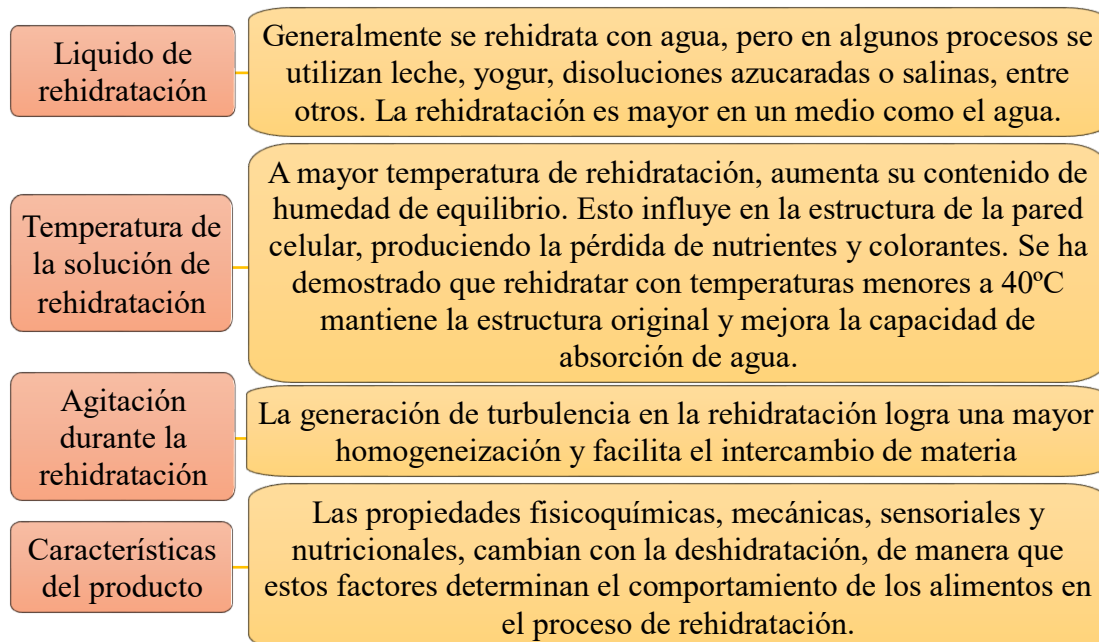 Liquido de
rehidratación
Generalmente se rehidrata con agua, pero en algunos procesos se
utilizan leche, yogur, disoluciones azucaradas o salinas, entre
otros. La rehidratación es mayor en un medio como el agua.
Temperatura de
la solución de
rehidratación
A mayor temperatura de rehidratación, aumenta su contenido de
humedad de equilibrio. Esto influye en la estructura de la pared
celular, produciendo la pérdida de nutrientes y colorantes. Se ha
demostrado que rehidratar con temperaturas menores a 40ºC
mantiene la estructura original y mejora la capacidad de
absorción de agua.
Agitación
durante la
rehidratación
La generación de turbulencia en la rehidratación logra una mayor
homogeneización y facilita el intercambio de materia
Características
del producto
Las propiedades fisicoquímicas, mecánicas, sensoriales y
nutricionales, cambian con la deshidratación, de manera que
estos factores determinan el comportamiento de los alimentos en
el proceso de rehidratación.